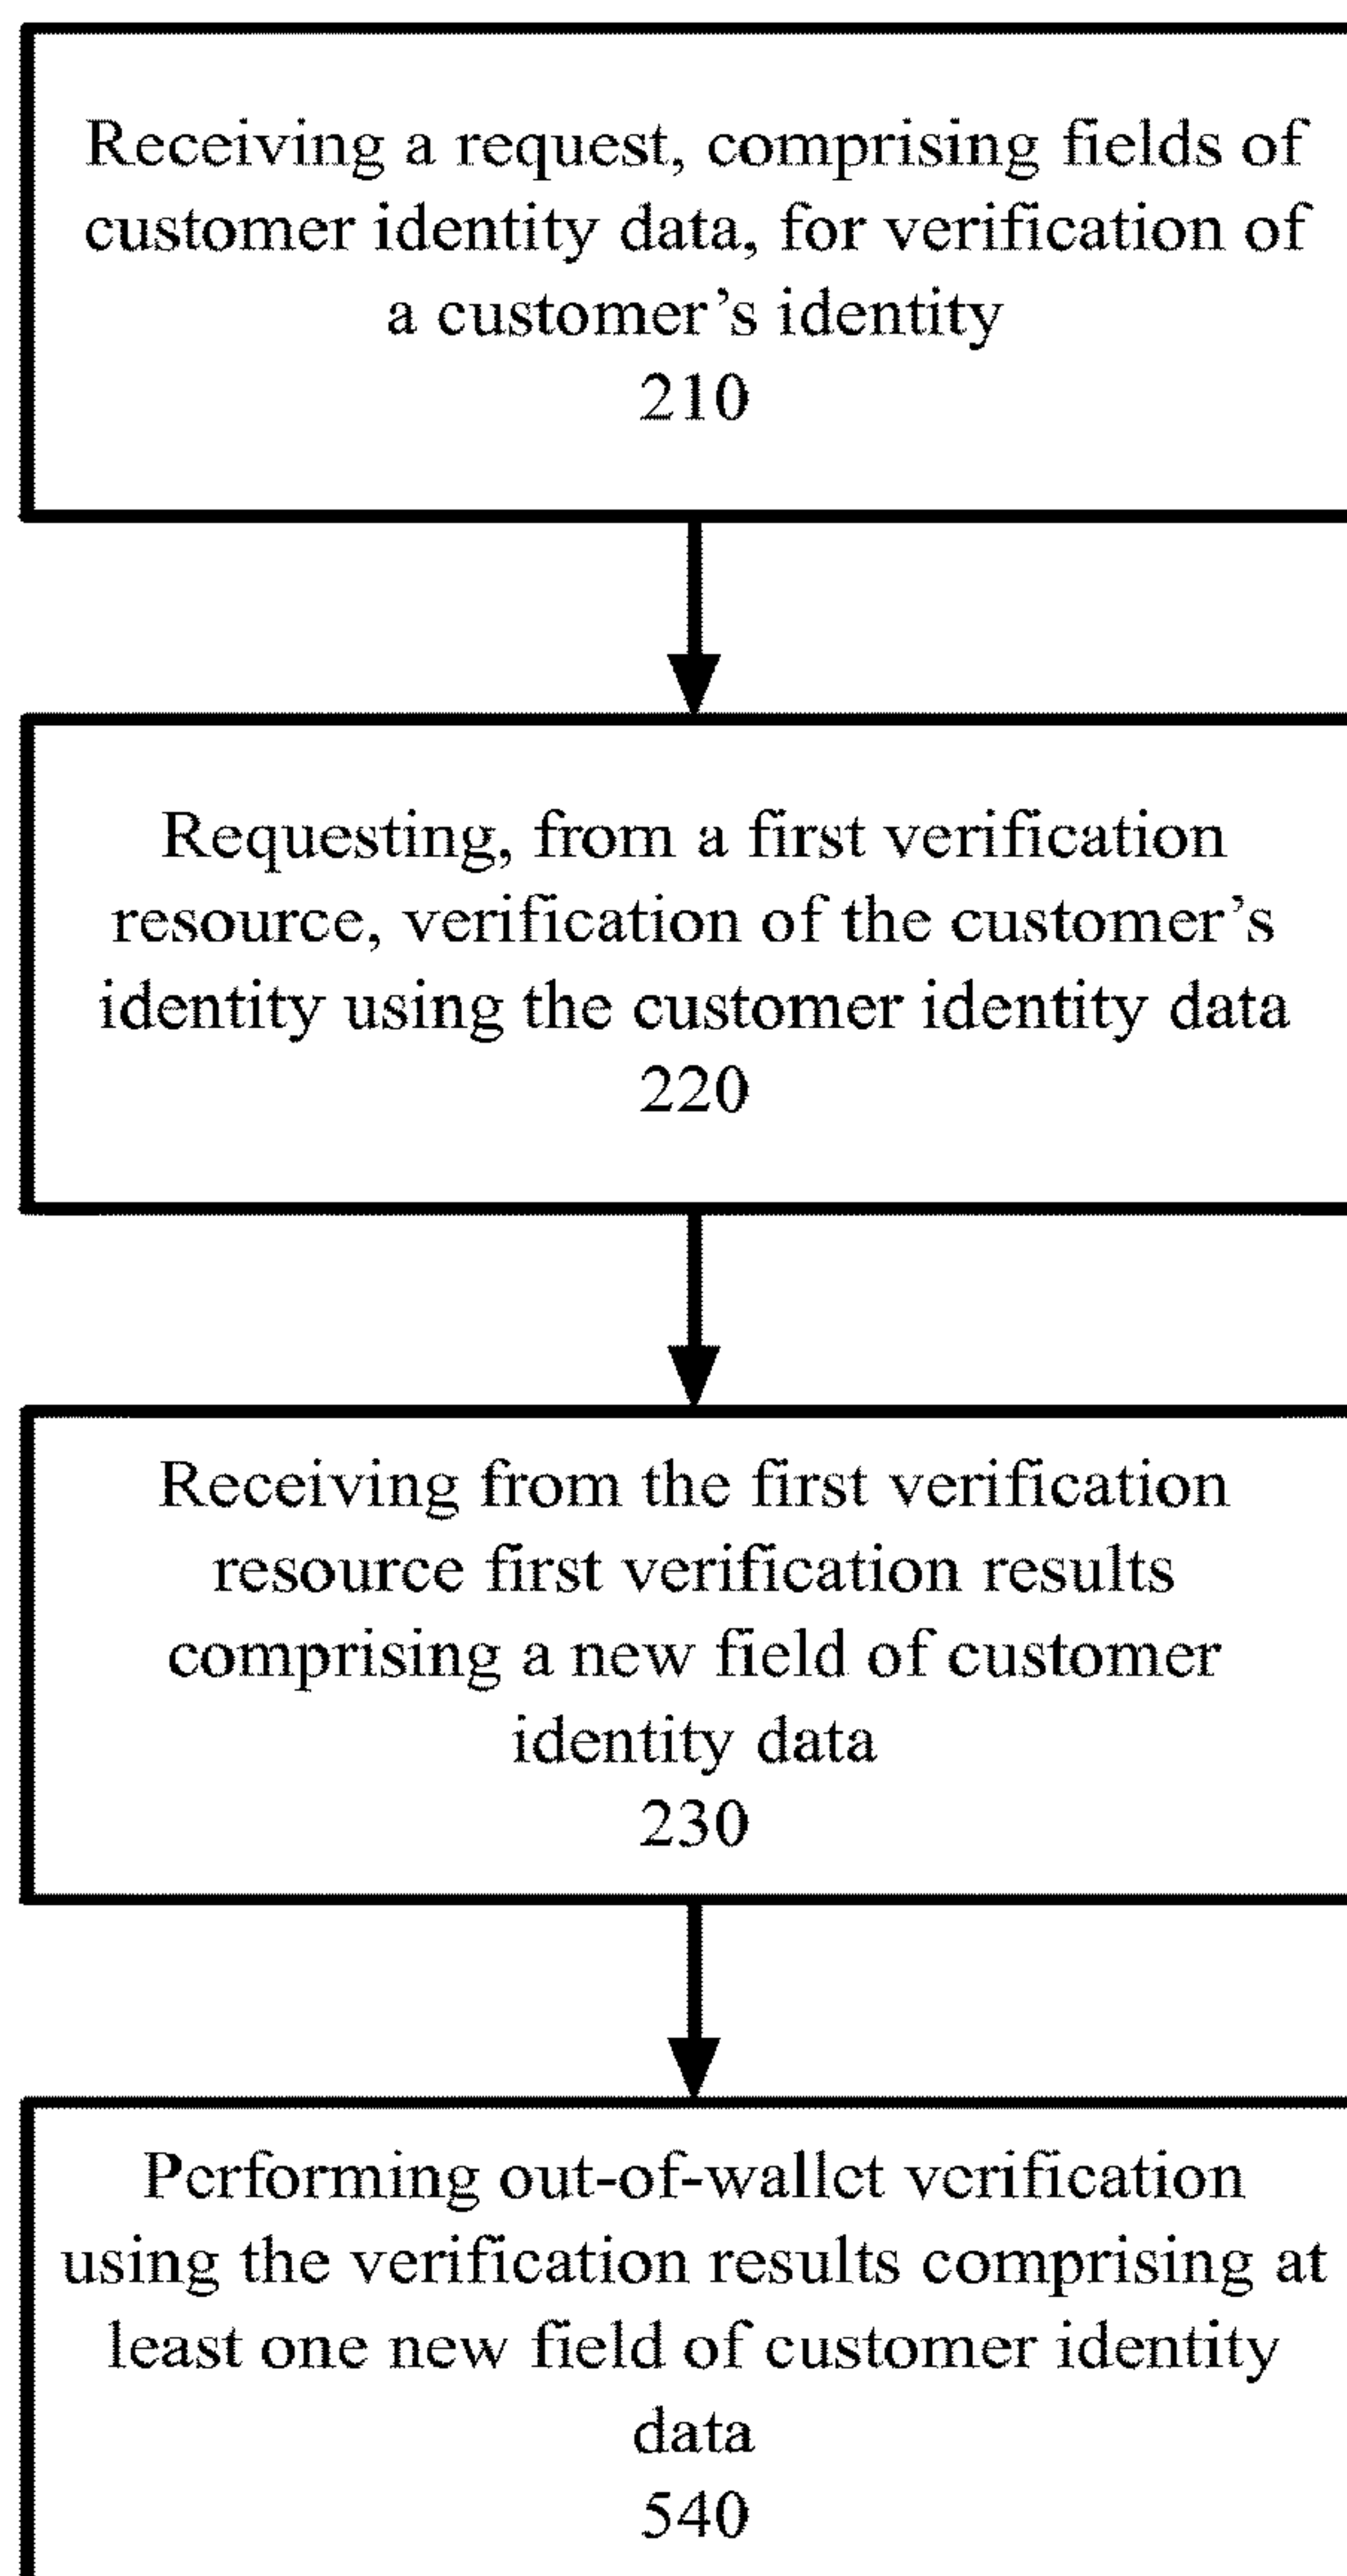 Receiving a request, comprising fields of
customer identity data, for verification of
a customer’s identity
210
Requesting, from a first verification
resource, verification of the customer’s
identity using the customer identity data
220
Receiving from the first verification
resource first verification results
comprising a new field of customer
identity data
230
Performing out-of-wallet verification
using the verification results comprising at
least one new field of customer identity
data
540